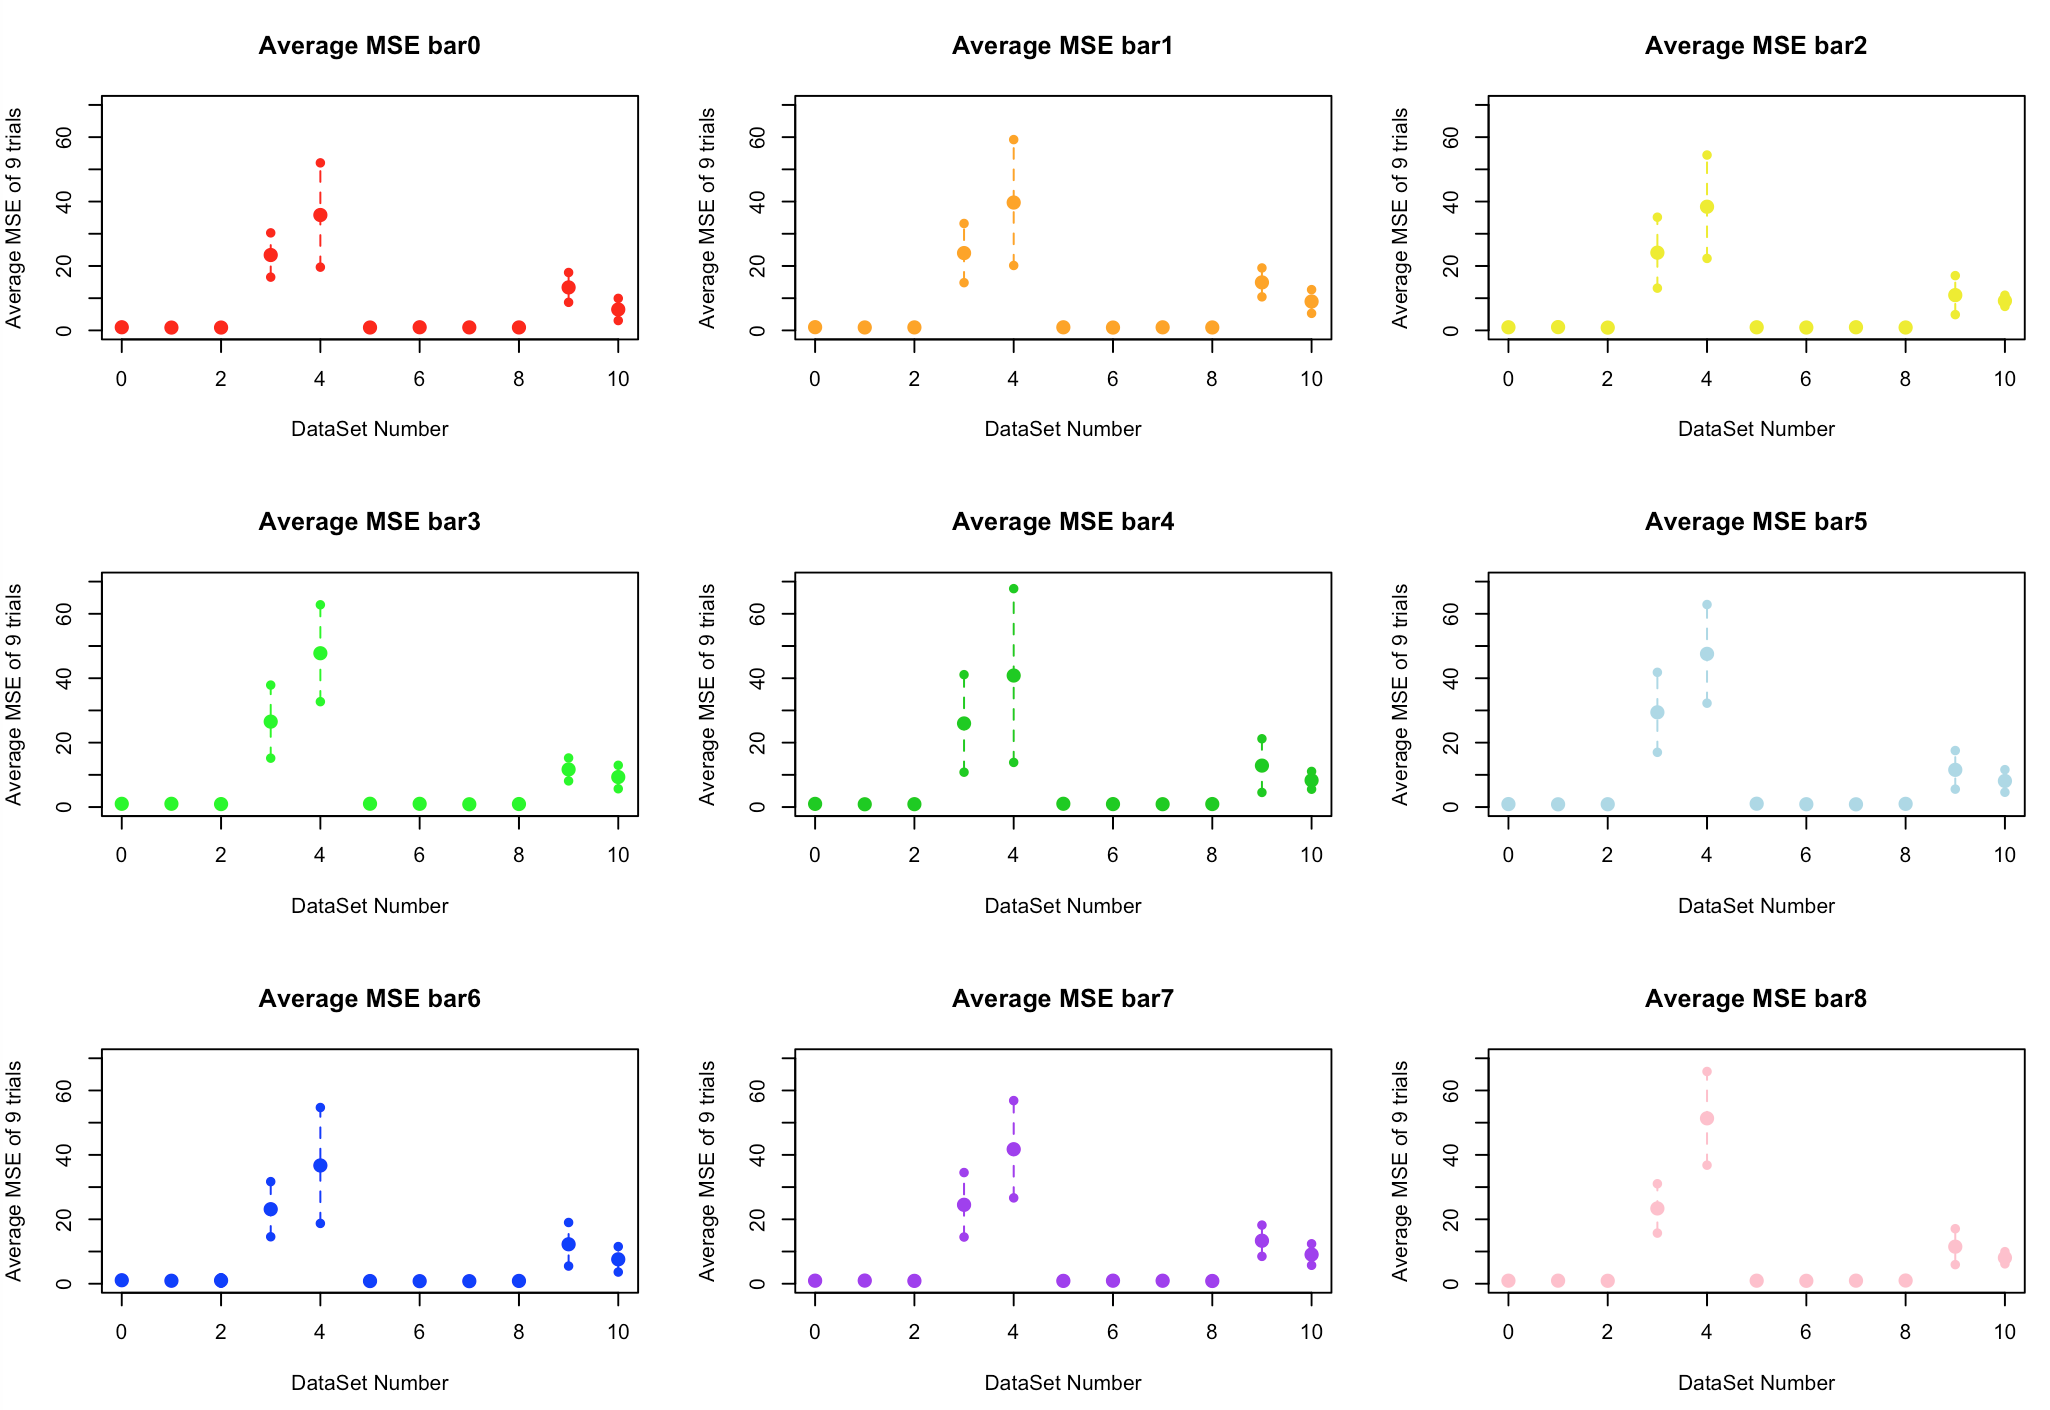 Average MSE bar0
Average MSE of 9 trials
0 20 40 60
0 2 4 6 8 10
DataSet Number
Average MSE bar1
Average MSE of 9 trials
0 20 40 60
0 2 4 6 8 10
DataSet Number
Average MSE bar2
Average MSE of 9 trials
0 20 40 60
0 2 4 6 8 10
DataSet Number
Average MSE bar3
Average MSE of 9 trials
0 20 40 60
0 2 4 6 8 10
DataSet Number
Average MSE bar4
Average MSE of 9 trials
0 20 40 60
0 2 4 6 8 10
DataSet Number
Average MSE bar5
Average MSE of 9 trials
0 20 40 60
0 2 4 6 8 10
DataSet Number
Average MSE bar6
Average MSE of 9 trials
0 20 40 60
0 2 4 6 8 10
DataSet Number
Average MSE bar7
Average MSE of 9 trials
0 20 40 60
0 2 4 6 8 10
DataSet Number
Average MSE bar8
Average MSE of 9 trials
0 20 40 60
0 2 4 6 8 10
DataSet Number